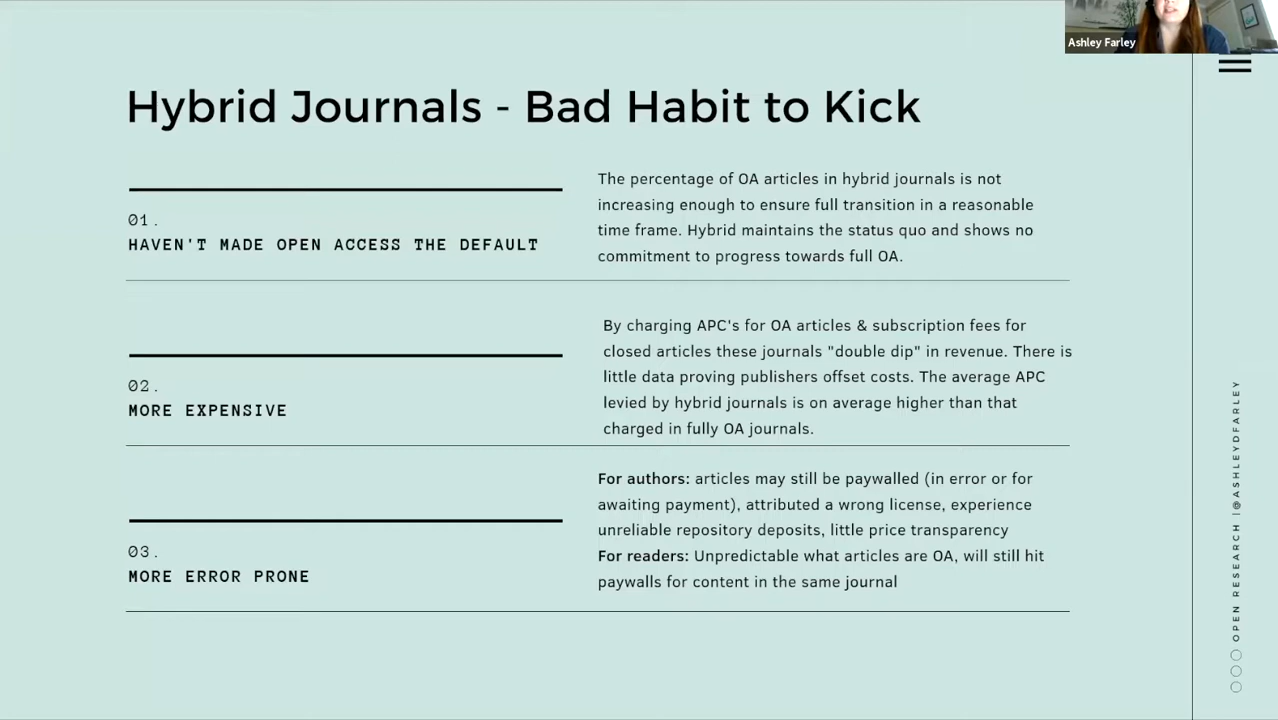 Ashley Farley
Hybrid Journals - Bad Habit to Kick
01.
HAVEN'T MADE OPEN ACCESS THE DEFAULT
The percentage of OA articles in hybrid journals is not
increasing enough to ensure full transition in a reasonable
time frame. Hybrid maintains the status quo and shows no
commitment to progress towards full OA.
02.
MORE EXPENSIVE
By charging APC's for OA articles & subscription fees for
closed articles these journals "double dip" in revenue. There is
little data proving publishers offset costs. The average APC
levied by hybrid journals is on average higher than that
charged in fully OA journals.
03.
MORE ERROR PRONE
For authors: articles may still be paywalled (in error or for
awaiting payment), attributed a wrong license, experience
unreliable repository deposits, little price transparency
For readers: Unpredictable what articles are OA, will still hit
paywalls for content in the same journal
OPEN RESEARCH |@ASHLEYDFARLEY